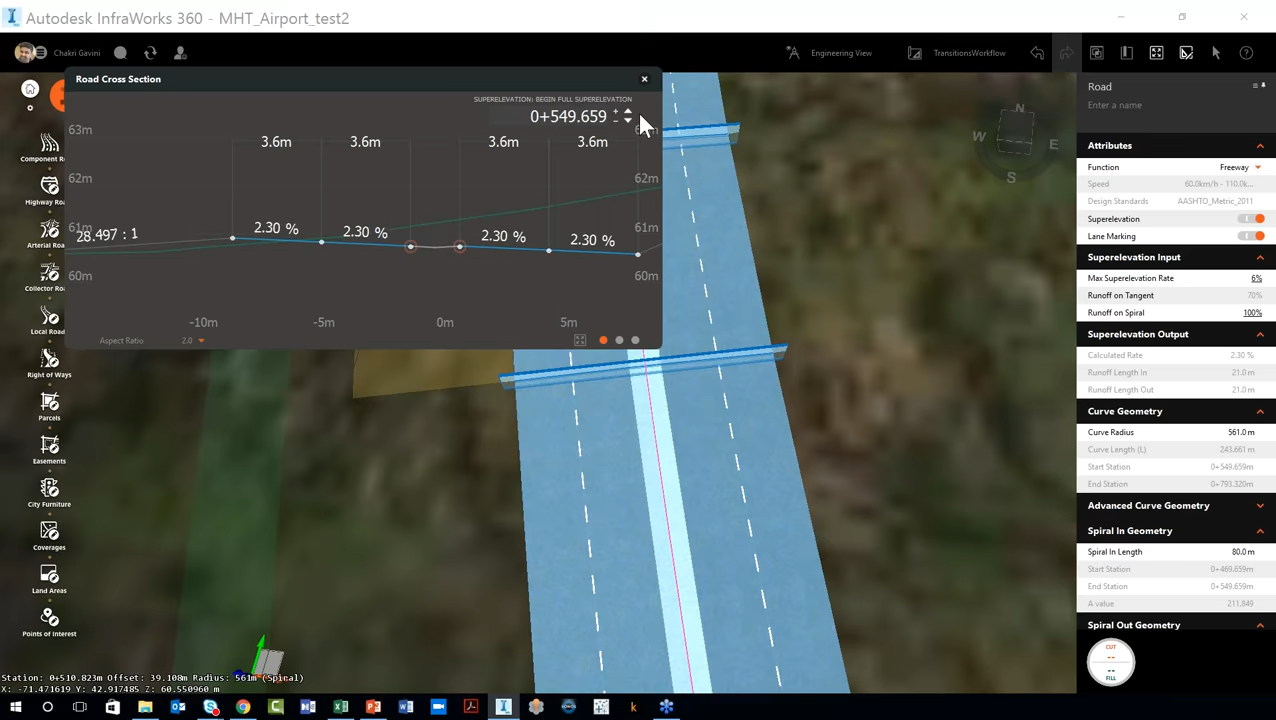 Autodesk InfraWorks 360 - MHT_Airport_test2
Chakri Gavini
Engineering View
TransitionsWorkflow
Road Cross Section
SUPERELEVATION: BEGIN FULL SUPERELEVATION
0+549.659
63m
3.6m 3.6m 3.6m 3.6m
62m 62m
61m 61m
28.497 : 1
2.30 % 2.30 % 2.30 % 2.30 %
60m 60m
-10m -5m 0m 5m
Aspect Ratio 2.0
Component Ro
Highway Roa
Arterial Roa
Collector Roa
Local Road
Right of Ways
Parcels
Easements
City Furniture
Coverages
Land Areas
Points of Interest
N
W E
S
Road
Enter a name
Attributes
Function Freeway
Speed 60.0km/h - 110.0k...
Design Standards AASHTO_Metric_2011
Superelevation
Lane Marking
Superelevation Input
Max Superelevation Rate 6%
Runoff on Tangent 70%
Runoff on Spiral 100%
Superelevation Output
Calculated Rate 2.30 %
Runoff Length In 21.0 m
Runoff Length Out 21.0 m
Curve Geometry
Curve Radius 561.0 m
Curve Length (L) 243.661 m
Start Station 0+549.659m
End Station 0+793.320m
Advanced Curve Geometry
Spiral In Geometry
Spiral In Length 80.0 m
Start Station 0+469.659m
End Station 0+549.659m
A value 211.849
Spiral Out Geometry
CUT
--
--
FILL
Station: 0+510.823m Offset: 39.108m Radius: 561m (Spiral)
X: -71.471619 Y: 42.917485 Z: 60.550960 m